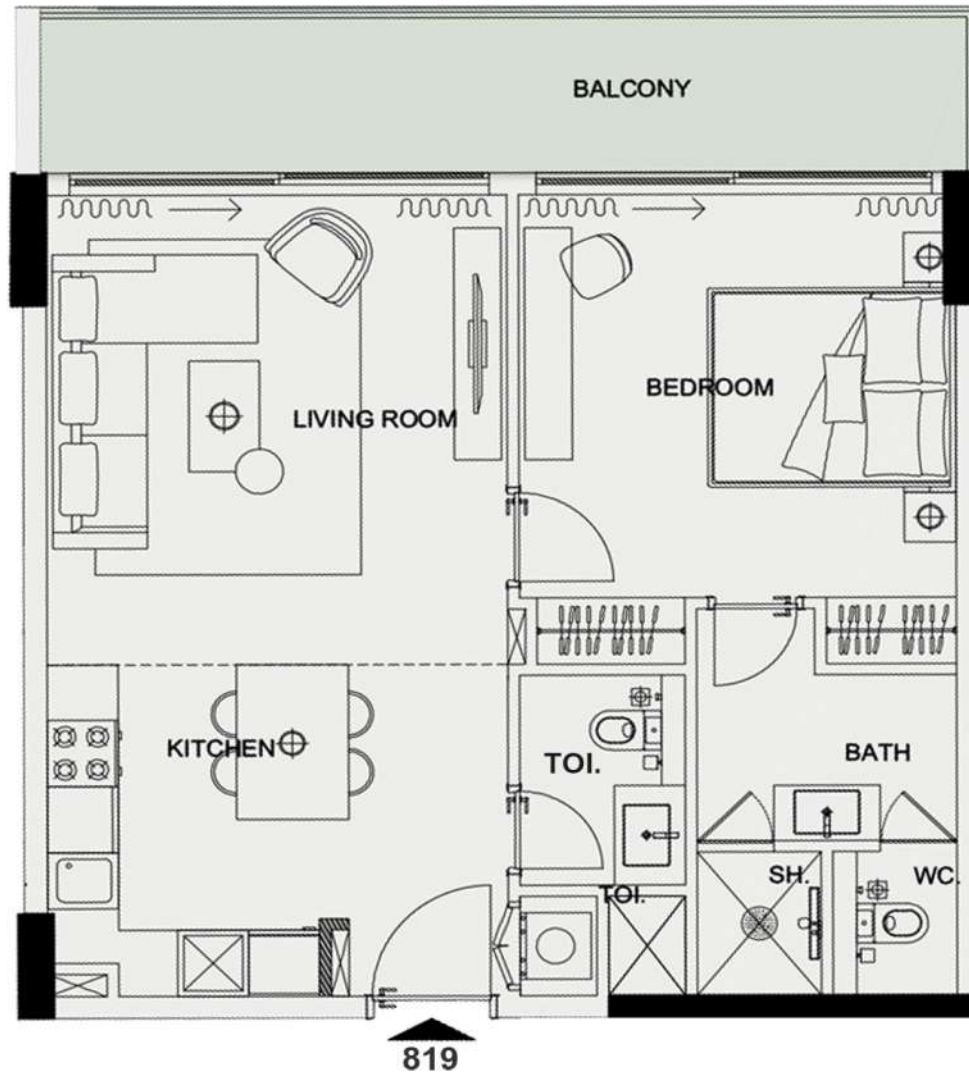 BALCONY
LIVING ROOM
BEDROOM
KITCHEN
TOI.
BATH
TOI.
SH.
WC.
819